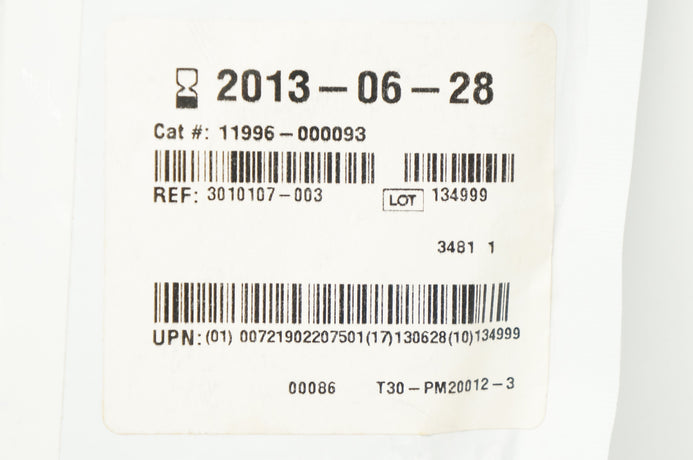 2013-06-28
Cat #: 11996-000093
REF: 3010107-003 LOT 134999
3481 1
UPN: (01) 00721902207501(17)130628(10)134999
00086 T30-PM20012-3